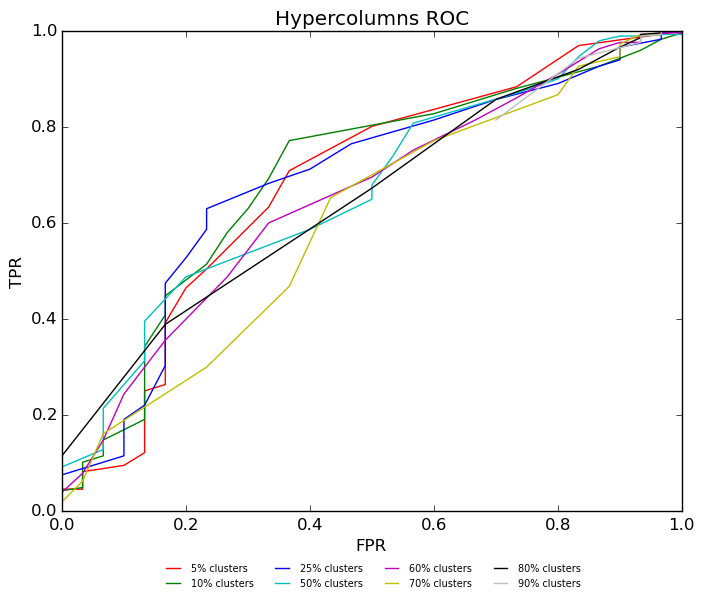 Hypercolumns ROC
1.0
0.8
0.6
0.4
0.2
0.0
TPR
0.0 0.2 0.4 0.6 0.8 1.0
FPR
5% clusters 25% clusters 60% clusters 80% clusters
10% clusters 50% clusters 70% clusters 90% clusters